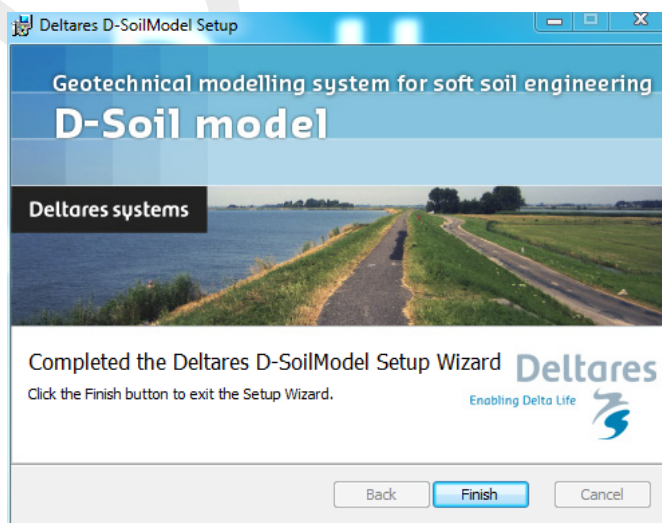 Deltares D-SoilModel Setup
Geotechnical modelling system for soft soil engineering
D-Soil model
Deltares systems
Completed the Deltares D-SoilModel Setup Wizard
Click the Finish button to exit the Setup Wizard.
Deltares
Enabling Delta Life
Back
Finish
Cancel